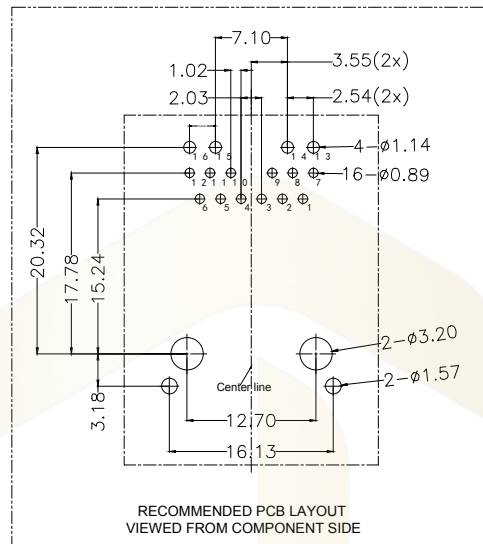 7.10
3.55(2x)
1.02
2.03
2.54(2x)
16 15 14 13
4-ø1.14
12 11 10 9 8 7
16-ø0.89
6 5 4 3 2 1
20.32
17.78
15.24
2-ø3.20
3.18
Center line
2-ø1.57
12.70
16.13
RECOMMENDED PCB LAYOUT
VIEWED FROM COMPONENT SIDE